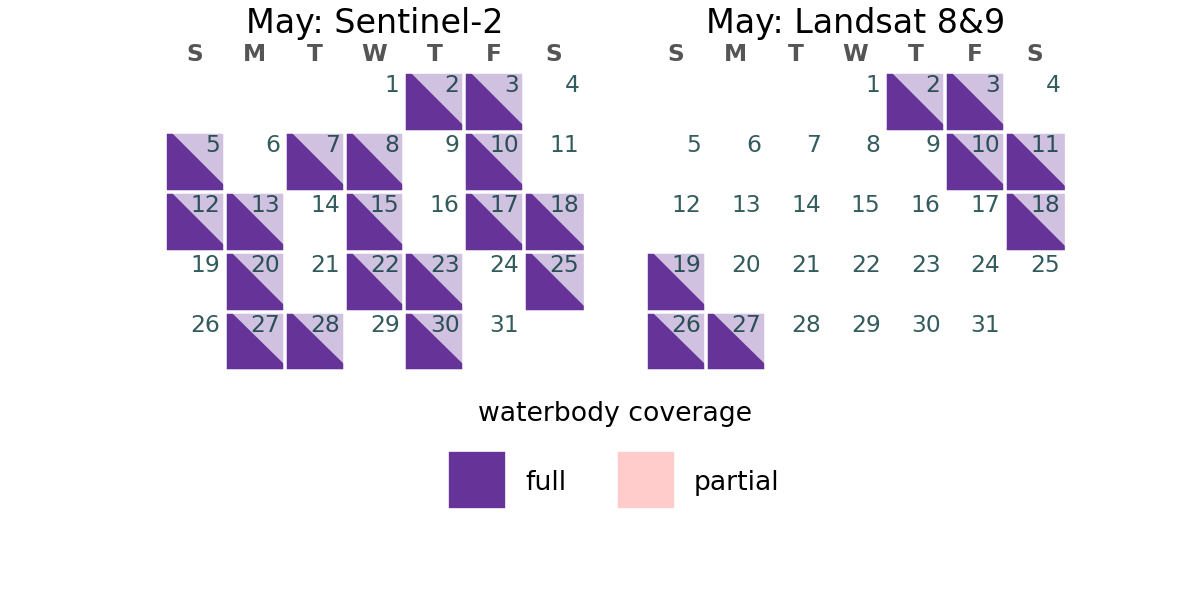 May: Sentinel-2
S M T W T F S
1 2 3 4
5 6 7 8 9 10 11
12 13 14 15 16 17 18
19 20 21 22 23 24 25
26 27 28 29 30 31
May: Landsat 8&9
S M T W T F S
1 2 3 4
5 6 7 8 9 10 11
12 13 14 15 16 17 18
19 20 21 22 23 24 25
26 27 28 29 30 31
waterbody coverage
full partial